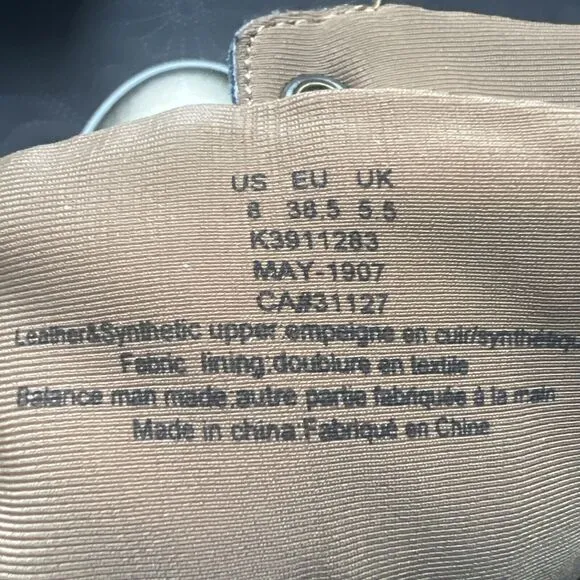 US EU UK
8 38.5 5.5
K3911283
MAY-1907
CA#31127
Leather&Synthetic upper:empeigne en cuir/synthétique
Fabric lining:doublure en textile
Balance man made:autre partie fabriquée à la main
Made in china:Fabriqué en Chine